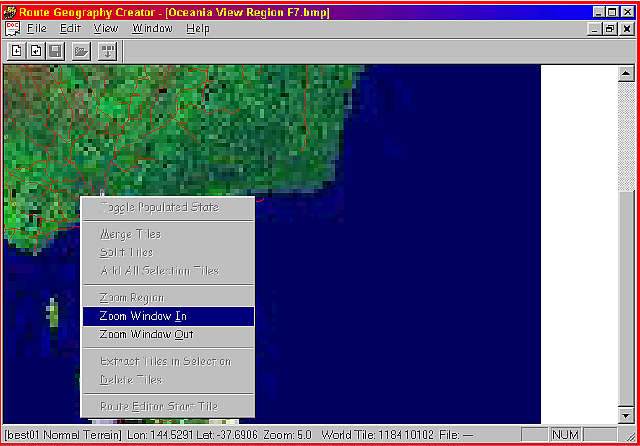 Route Geography Creator - [Oceania View Region F7.bmp]
File Edit View Window Help
Toggle Populated State
Merge Tiles
Split Tiles
Add All Selection Tiles
Zoom Region
Zoom Window In
Zoom Window Out
Extract Tiles in Selection
Delete Tiles
Route Editor Start Tile
[best01 Normal Terrain] Lon: 144.5291 Lat: -37.6906 Zoom: 5.0 World Tile: 11841 0102 File: --- NUM